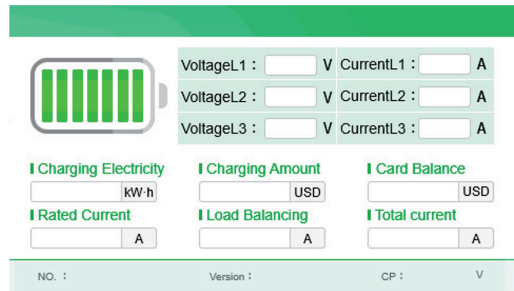 VoltageL1： V CurrentL1： A
VoltageL2： V CurrentL2： A
VoltageL3： V CurrentL3： A
Charging Electricity Charging Amount Card Balance
kW·h USD USD
Rated Current Load Balancing Total current
A A A
NO.： Version： CP： V